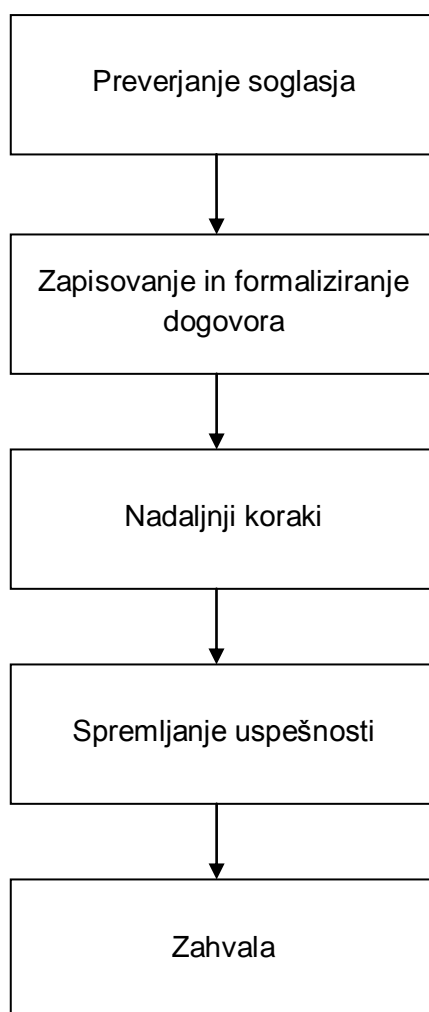 Preverjanje soglasja
Zapisovanje in formaliziranje
dogovora
Nadaljnji koraki
Spremljanje uspešnosti
Zahvala